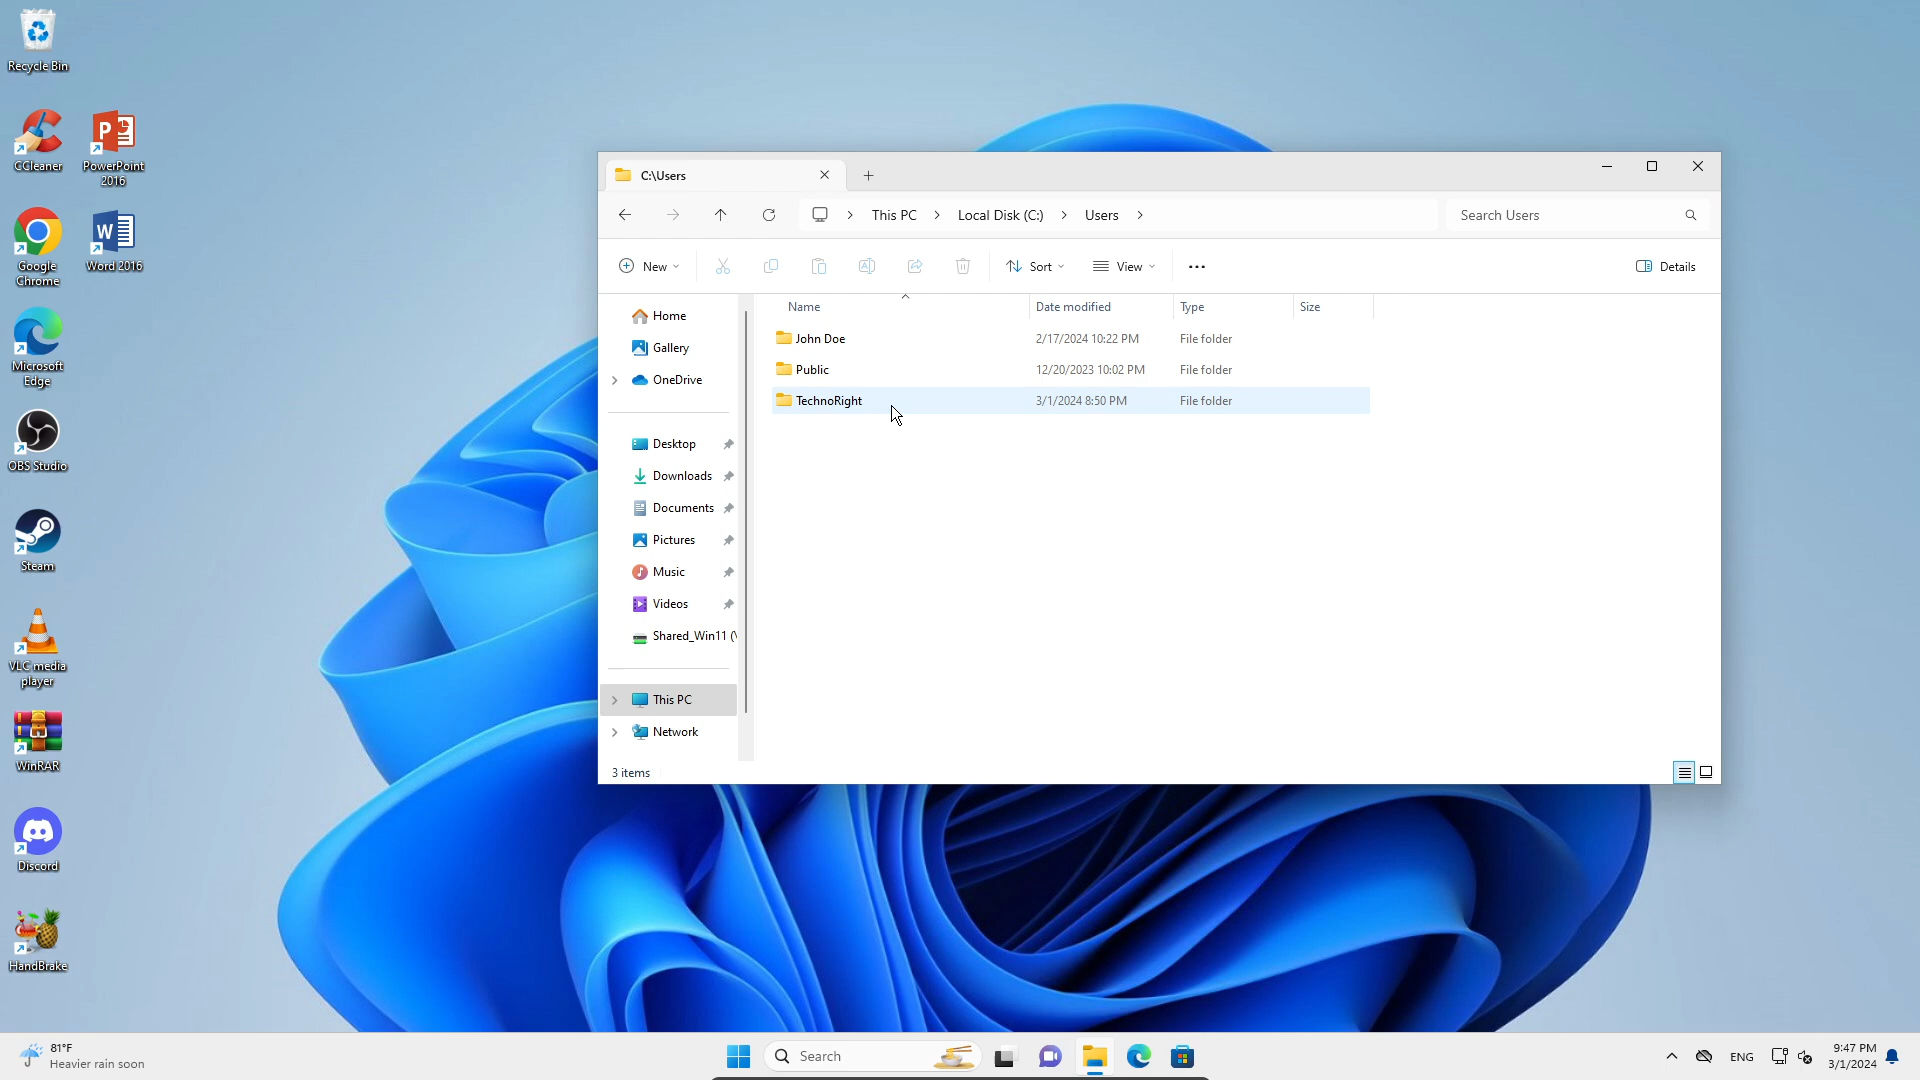 Recycle Bin
CCleaner
PowerPoint
2016
Google
Chrome
Word 2016
Microsoft
Edge
OBS Studio
Steam
VLC media
player
WinRAR
Discord
HandBrake
C:\Users
This PC
Local Disk (C:)
Users
Search Users
New
Sort
View
Details
Name
Date modified
Type
Size
John Doe
2/17/2024 10:22 PM
File folder
Public
12/20/2023 10:02 PM
File folder
TechnoRight
3/1/2024 8:50 PM
File folder
Home
Gallery
OneDrive
Desktop
Downloads
Documents
Pictures
Music
Videos
Shared_Win11 (\
This PC
Network
3 items
81°F
Heavier rain soon
Search
ENG
9:47 PM
3/1/2024